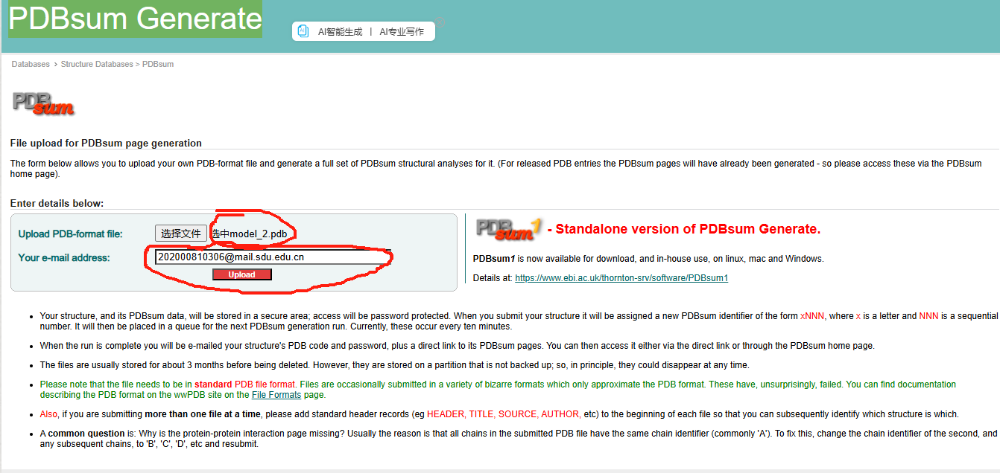 PDBsum Generate
AI智能生成 | AI专业写作
Databases > Structure Databases > PDBsum
PDBsum
File upload for PDBsum page generation
The form below allows you to upload your own PDB-format file and generate a full set of PDBsum structural analyses for it. (For released PDB entries the PDBsum pages will have already been generated - so please access these via the PDBsum
home page).
Enter details below:
Upload PDB-format file: 选择文件 选中model_2.pdb
Your e-mail address: 202000810306@mail.sdu.edu.cn
Upload
PDBsum1 - Standalone version of PDBsum Generate.
PDBsum1 is now available for download, and in-house use, on linux, mac and Windows.
Details at: https://www.ebi.ac.uk/thornton-srv/software/PDBsum1
• Your structure, and its PDBsum data, will be stored in a secure area; access will be password protected. When you submit your structure it will be assigned a new PDBsum identifier of the form xNNN, where x is a letter and NNN is a sequential
number. It will then be placed in a queue for the next PDBsum generation run. Currently, these occur every ten minutes.
• When the run is complete you will be e-mailed your structure's PDB code and password, plus a direct link to its PDBsum pages. You can then access it either via the direct link or through the PDBsum home page.
• The files are usually stored for about 3 months before being deleted. However, they are stored on a partition that is not backed up; so, in principle, they could disappear at any time.
• Please note that the file needs to be in standard PDB file format. Files are occasionally submitted in a variety of bizarre formats which only approximate the PDB format. These have, unsurprisingly, failed. You can find documentation
describing the PDB format on the wwPDB site on the File Formats page.
• Also, if you are submitting more than one file at a time, please add standard header records (eg HEADER, TITLE, SOURCE, AUTHOR, etc) to the beginning of each file so that you can subsequently identify which structure is which.
• A common question is: Why is the protein-protein interaction page missing? Usually the reason is that all chains in the submitted PDB file have the same chain identifier (commonly 'A'). To fix this, change the chain identifier of the second, and
any subsequent chains, to 'B', 'C', 'D', etc and resubmit.